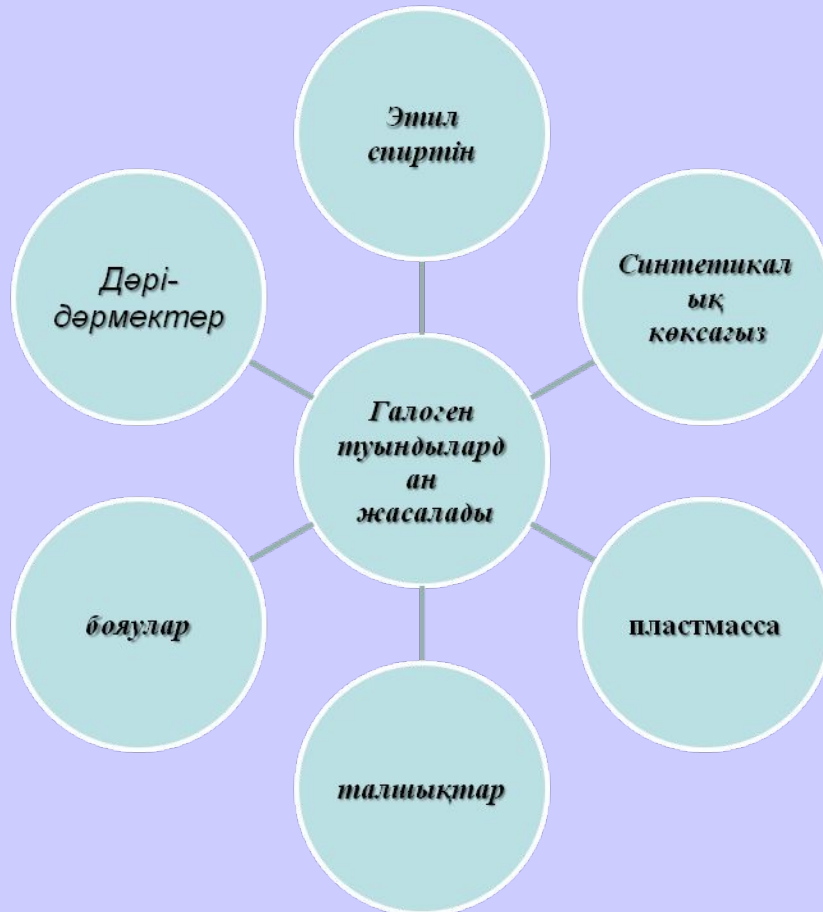 Этил
спиртін
Синтетикал
ық
көксағыз
Дәрі-
дәрмектер
Галоген
туындылард
ан
жасалады
бояулар
пластмасса
талшықтар